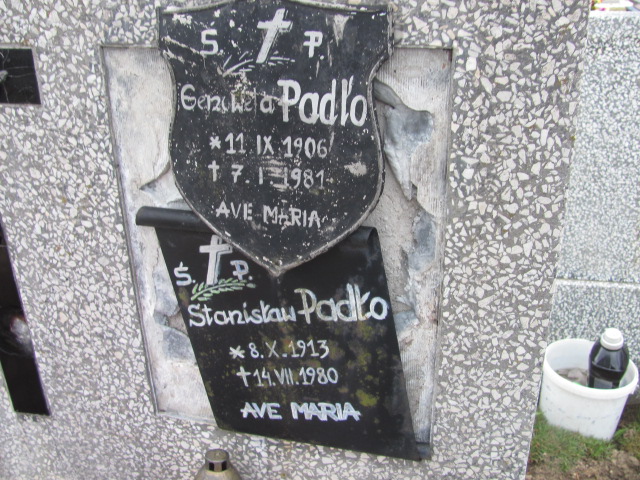 Ś. P.
Genowefa Padło
* 11 IX 1906
† 7. I. 1981
AVE MARIA
Ś. P.
Stanisław Padło
* 8. X. 1913
† 14. VII. 1980
AVE MARIA